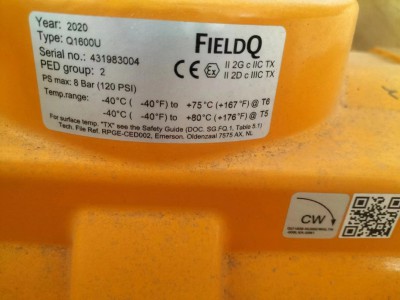 Year: 2020
Type: Q1600U
Serial no.: 431983004
PED group: 2
PS max: 8 Bar (120 PSI)
FIELDQ
CE Ex II 2G c IIC TX
II 2D c IIIC TX
Temp.range: -40°C ( -40°F) to +75°C (+167°F) @ T6
-40°C ( -40°F) to +80°C (+176°F) @ T5
For surface temp. "TX" see the Safety Guide (DOC. SG.FQ.1, Table 5.1)
Tech. File Ref. RPGE-CED002, Emerson, Oldenzaal 7575 AX, NL
CW